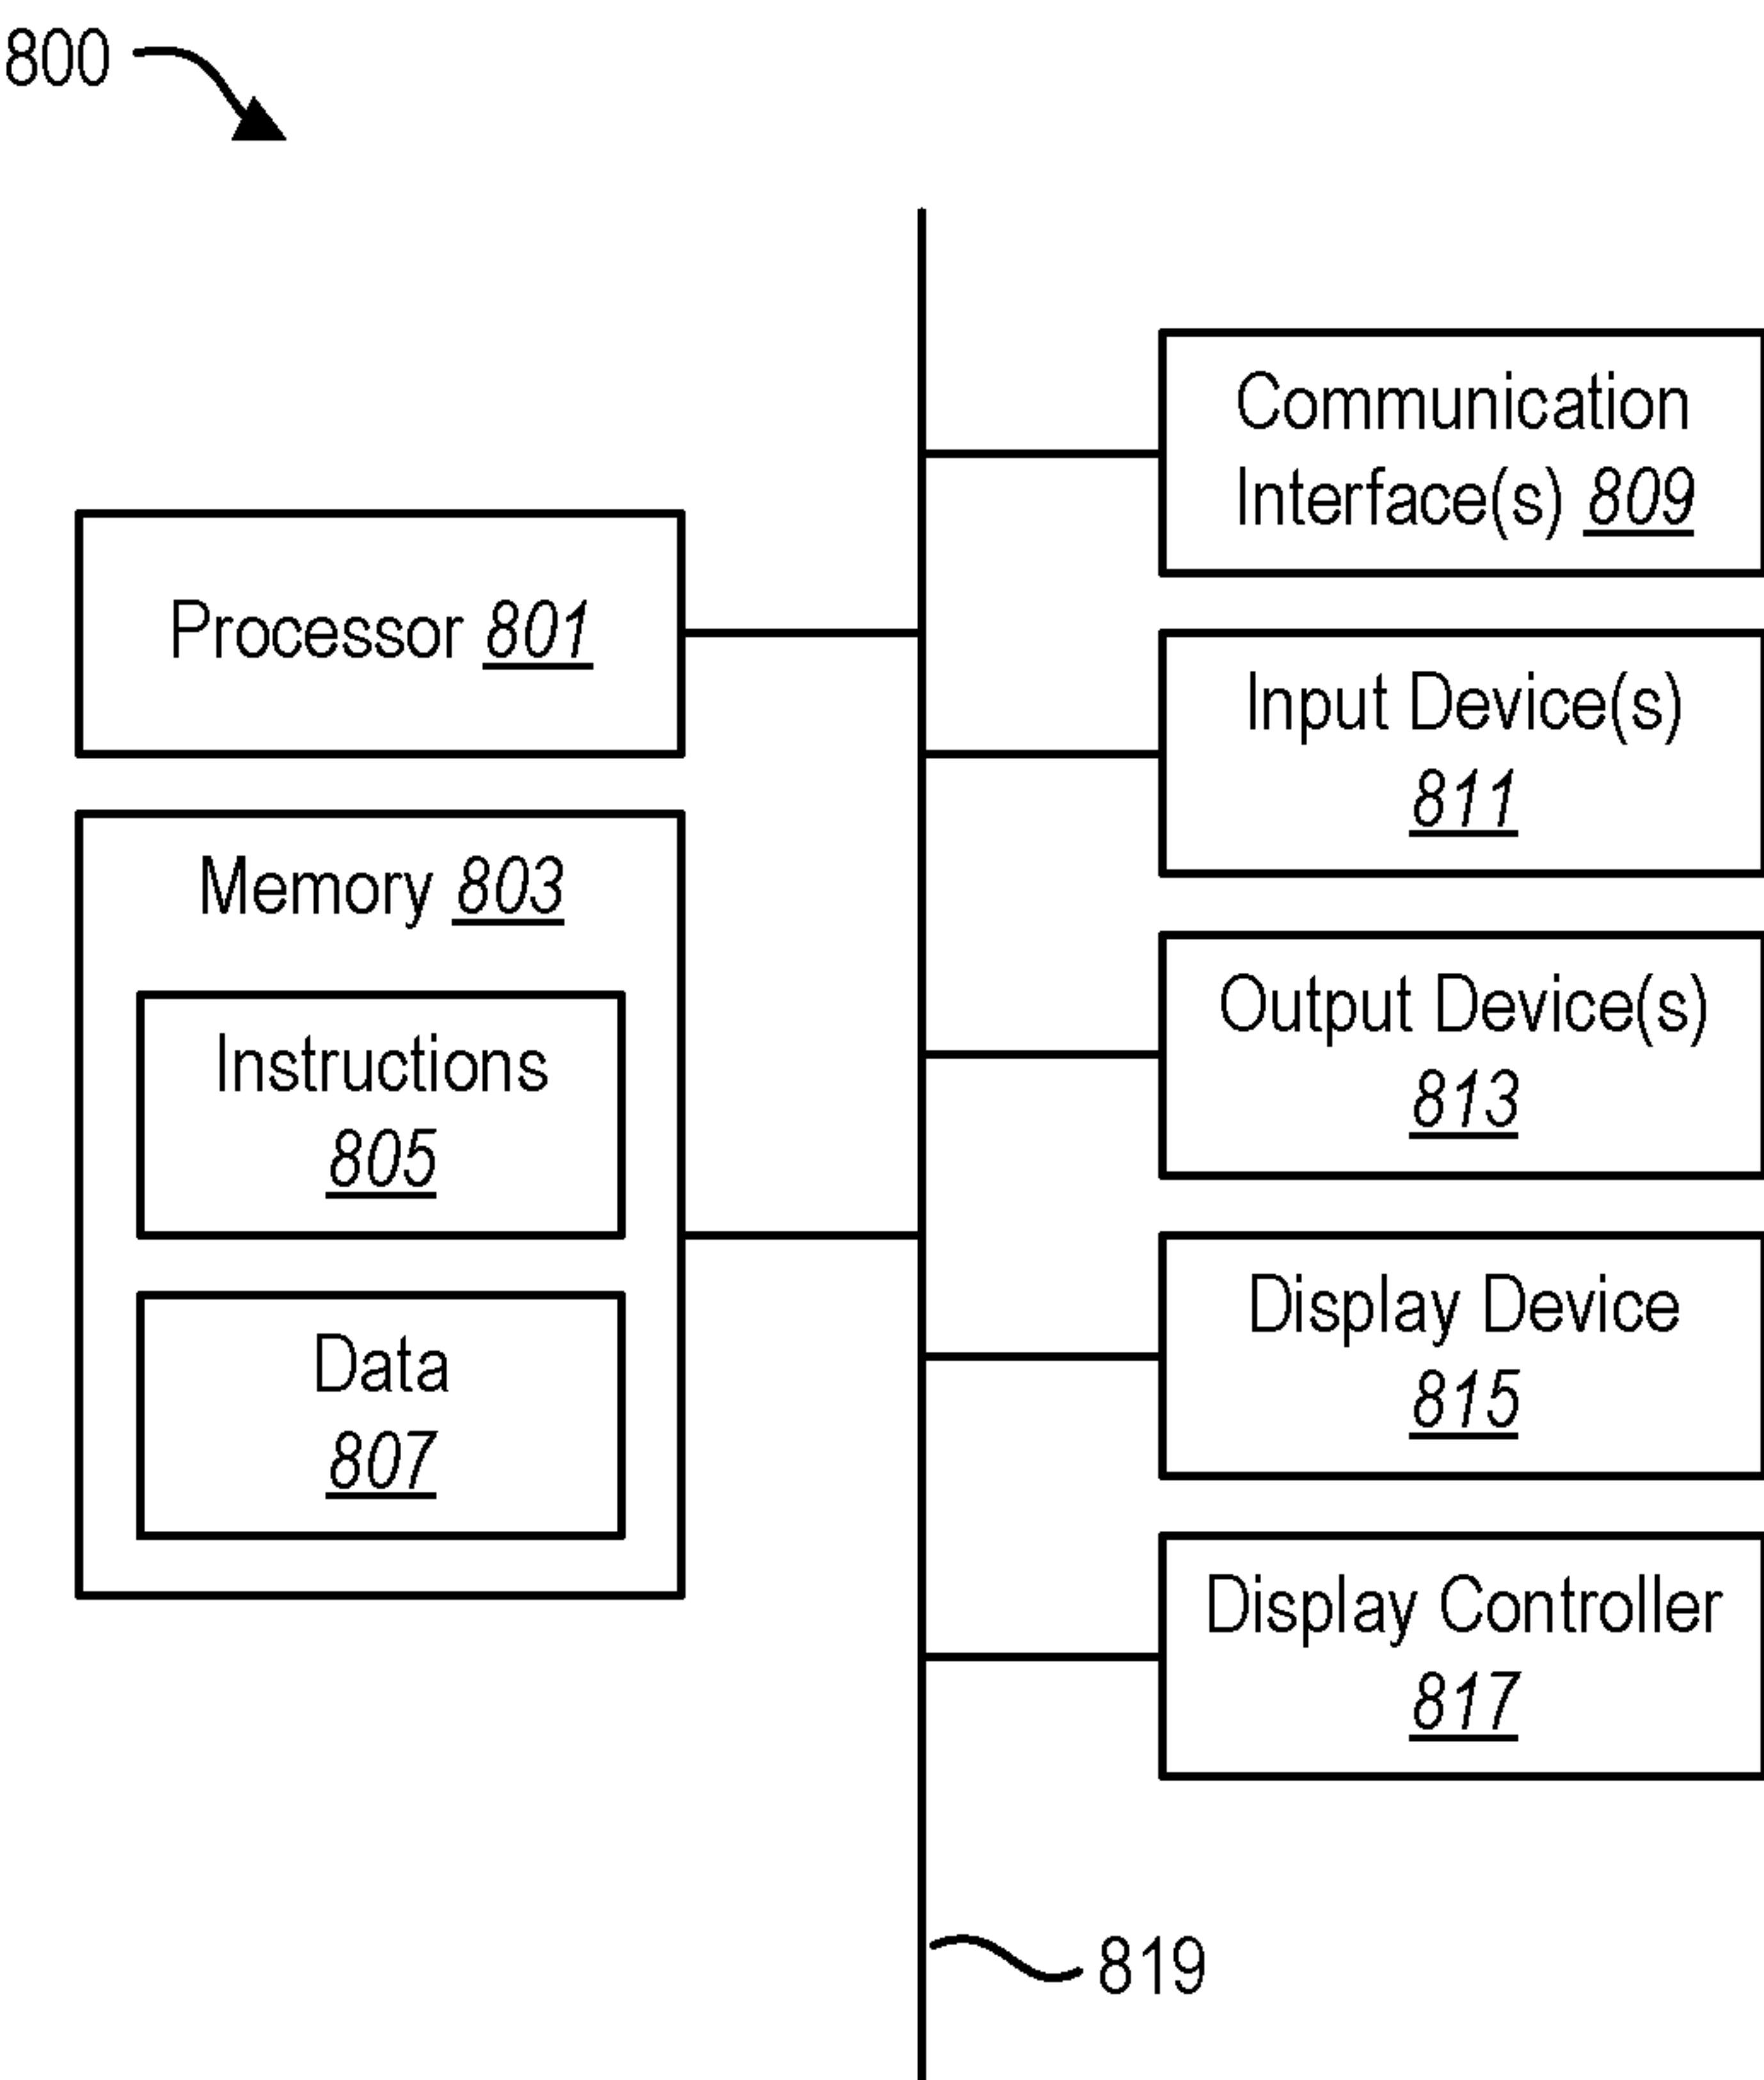 800
Processor 801
Memory 803
Instructions
805
Data
807
Communication
Interface(s) 809
Input Device(s)
811
Output Device(s)
813
Display Device
815
Display Controller
817
819